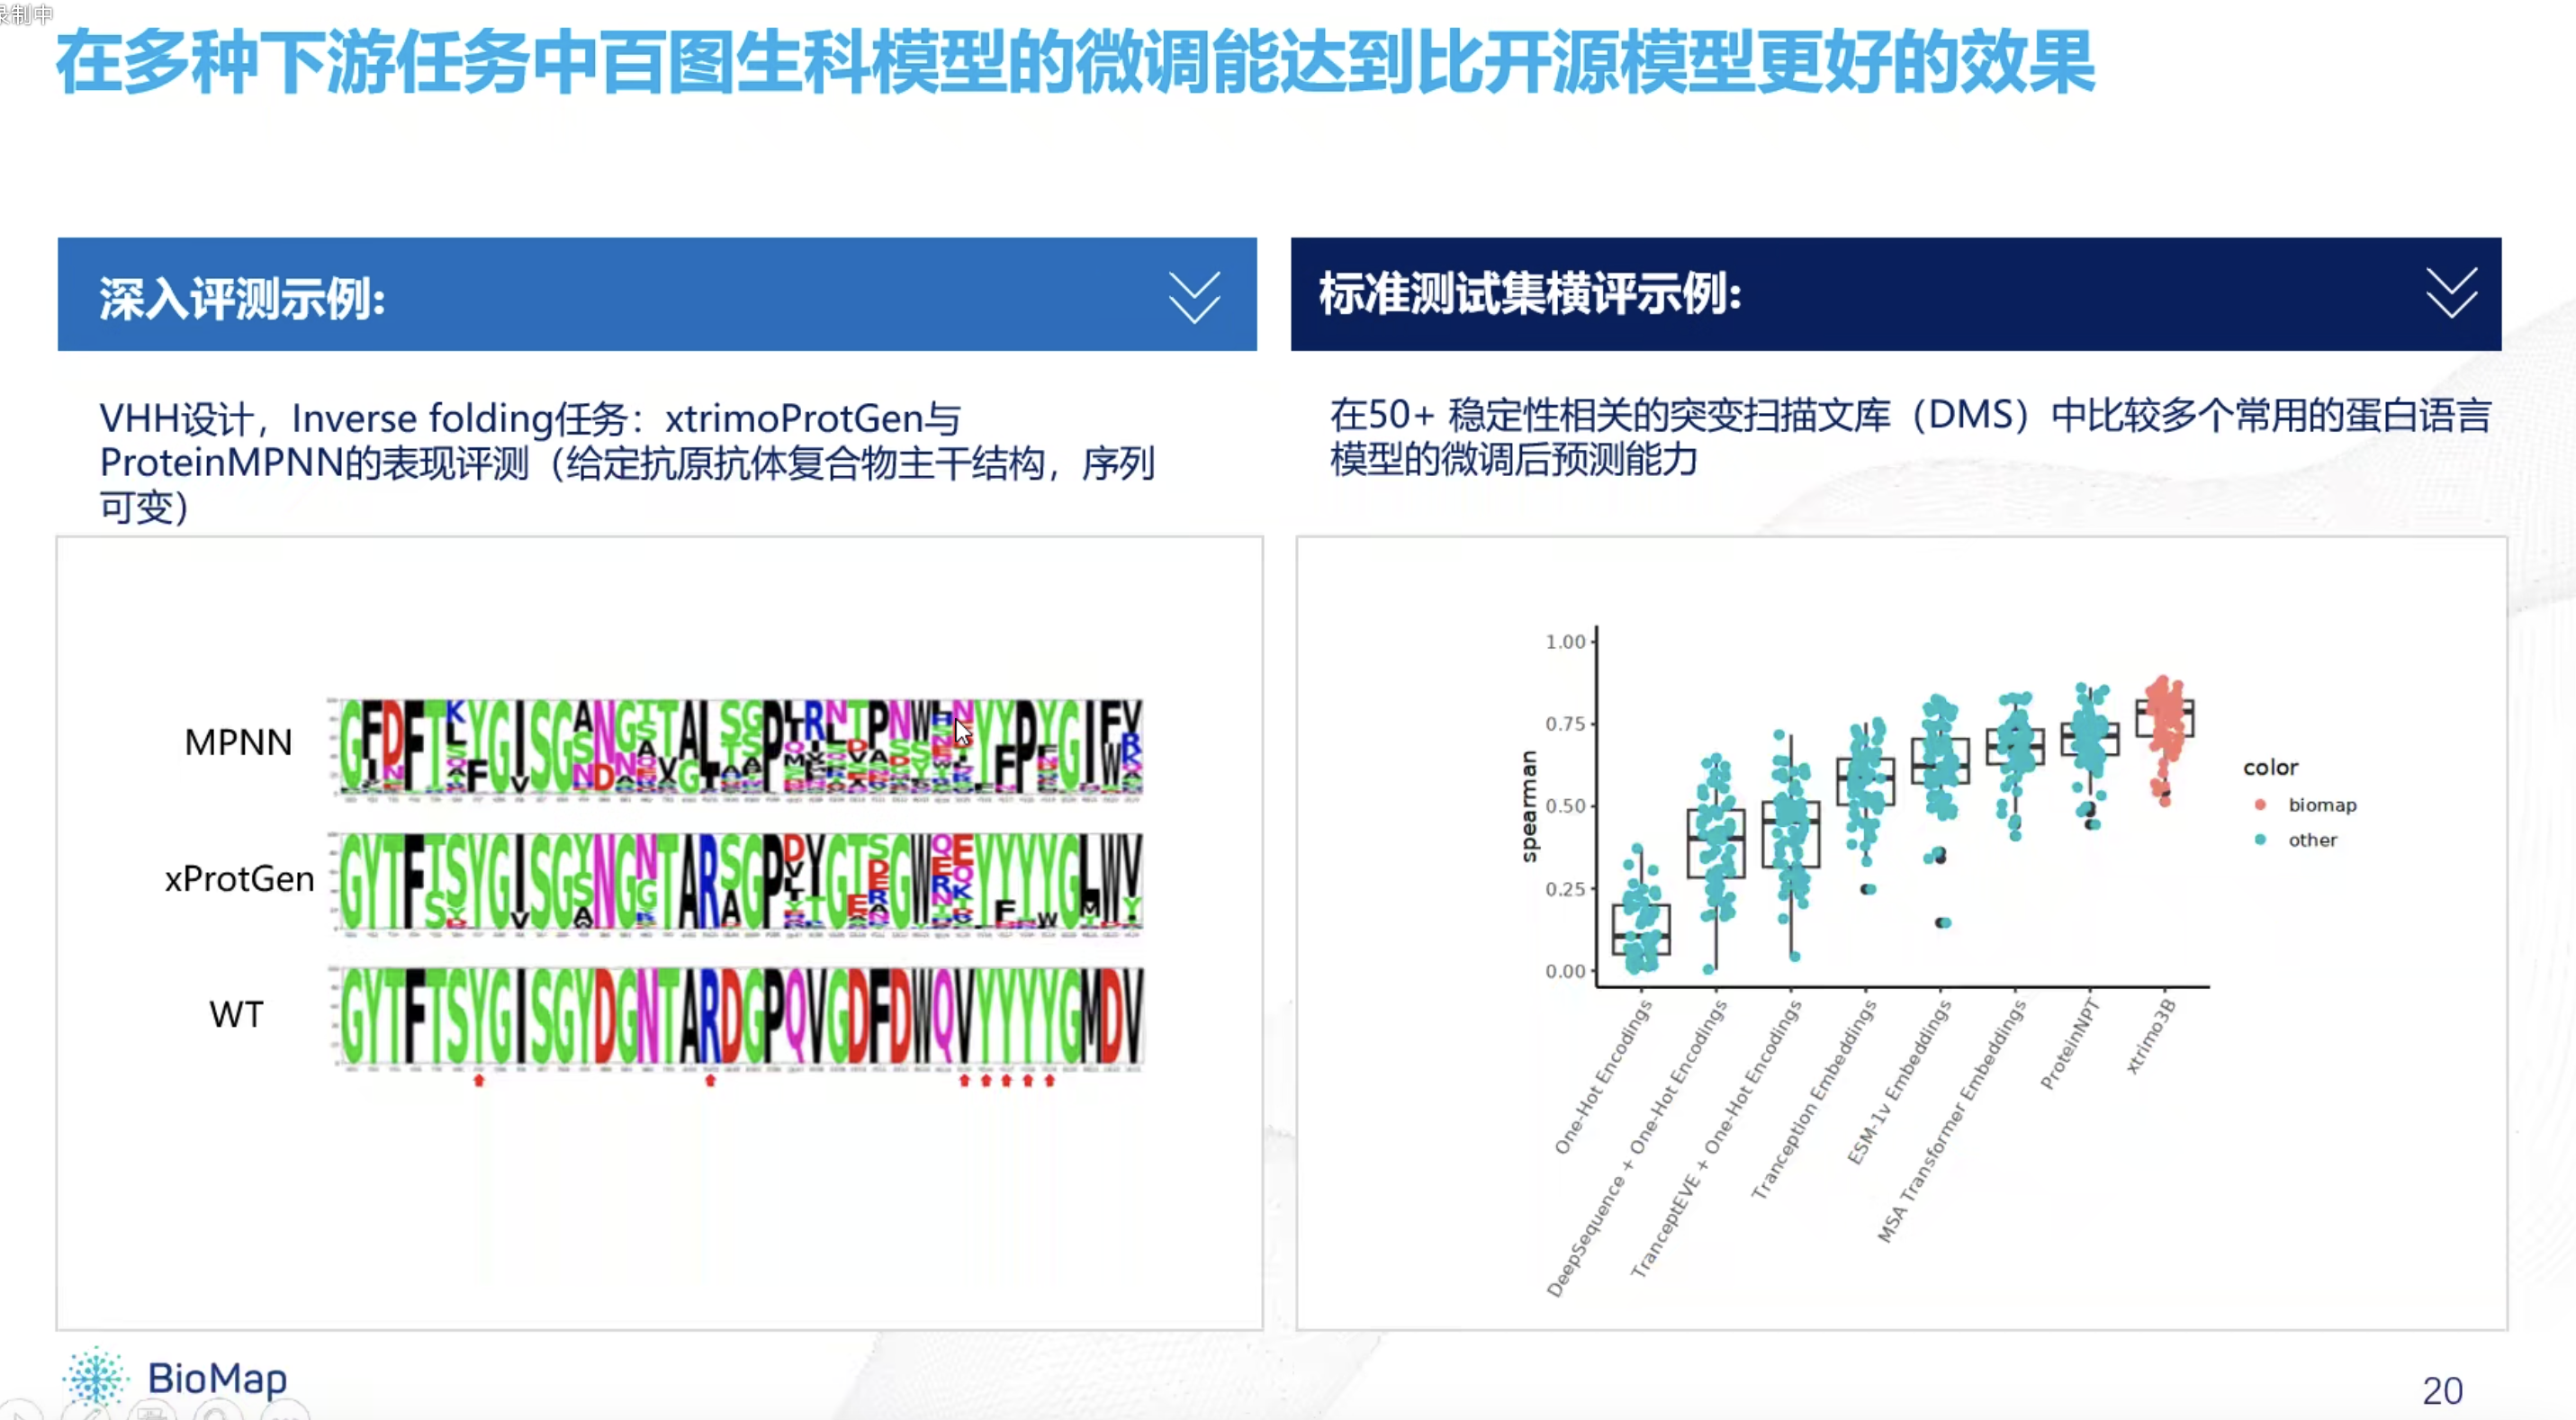 在多种下游任务中百图生科模型的微调能达到比开源模型更好的效果
深入评测示例:
VHH设计，Inverse folding任务：xtrimoProtGen与
ProteinMPNN的表现评测（给定抗原抗体复合物主干结构，序列
可变）
MPNN
xProtGen
WT
GYTFTSYGISGYDGNTARDGPQVGDFDWQVYYYYGMDV
标准测试集横评示例:
在50+ 稳定性相关的突变扫描文库（DMS）中比较多个常用的蛋白语言
模型的微调后预测能力
spearman
1.00
0.75
0.50
0.25
0.00
One-Hot Encodings
DeepSequence + One-Hot Encodings
TranceptEVE + One-Hot Encodings
Tranception Embeddings
ESM-1v Embeddings
MSA Transformer Embeddings
ProteinNPT
xtrimo3B
color
biomap
other
BioMap
20